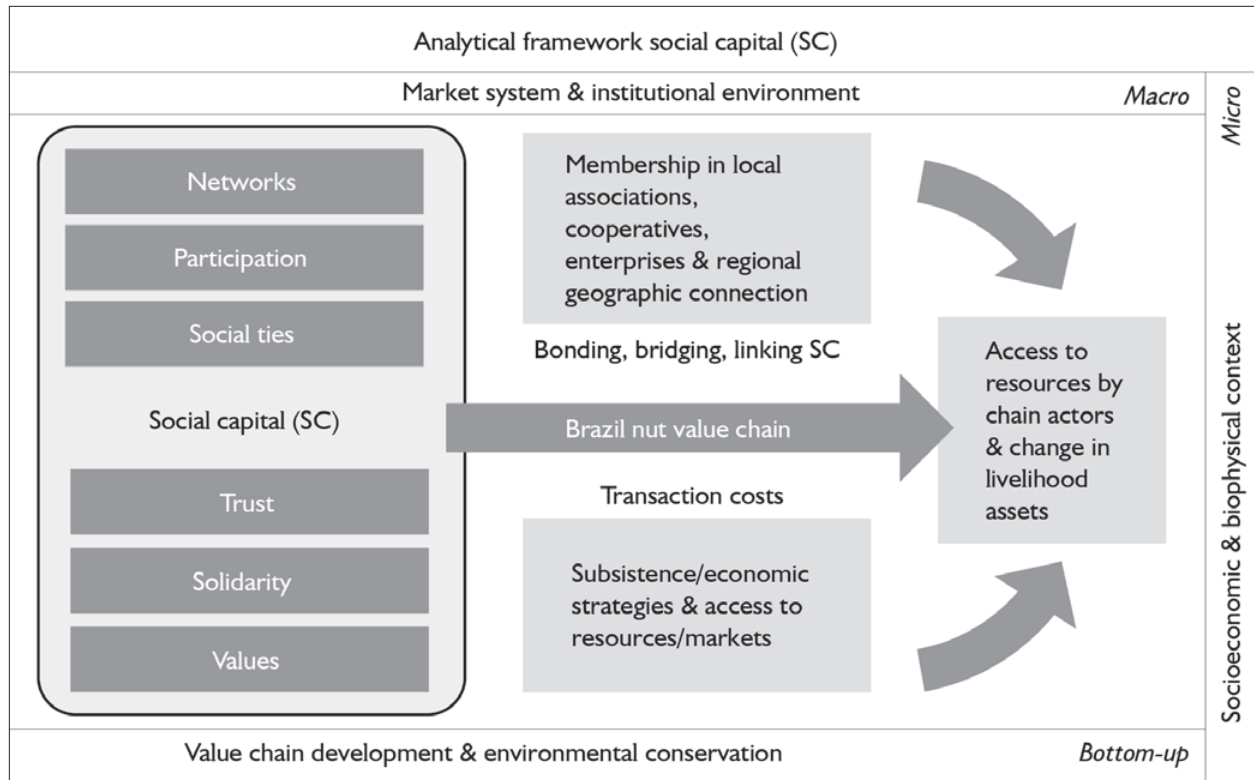 Analytical framework social capital (SC)
Market system & institutional environment
Macro
Micro
Networks
Participation
Social ties
Social capital (SC)
Trust
Solidarity
Values
Membership in local
associations,
cooperatives,
enterprises & regional
geographic connection
Bonding, bridging, linking SC
Brazil nut value chain
Transaction costs
Subsistence/economic
strategies & access to
resources/markets
Access to
resources by
chain actors
& change in
livelihood
assets
Socioeconomic & biophysical context
Value chain development & environmental conservation
Bottom-up